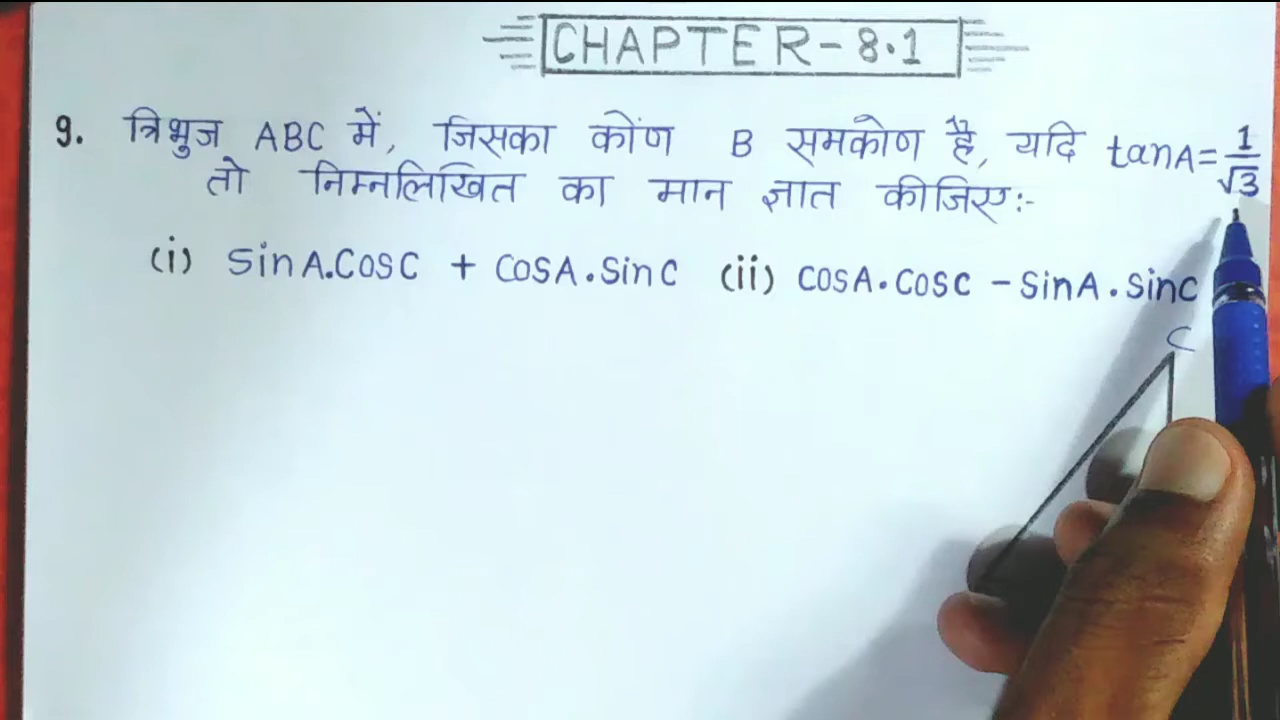 CHAPTER-8.1
9. त्रिभुज ABC में, जिसका कोंण B समकोण है, यदि tanA=1/√3
तो निम्नलिखित का मान ज्ञात कीजिए:-
(i) SinA.CosC + CosA.SinC (ii) CosA.CosC - SinA.SinC
C